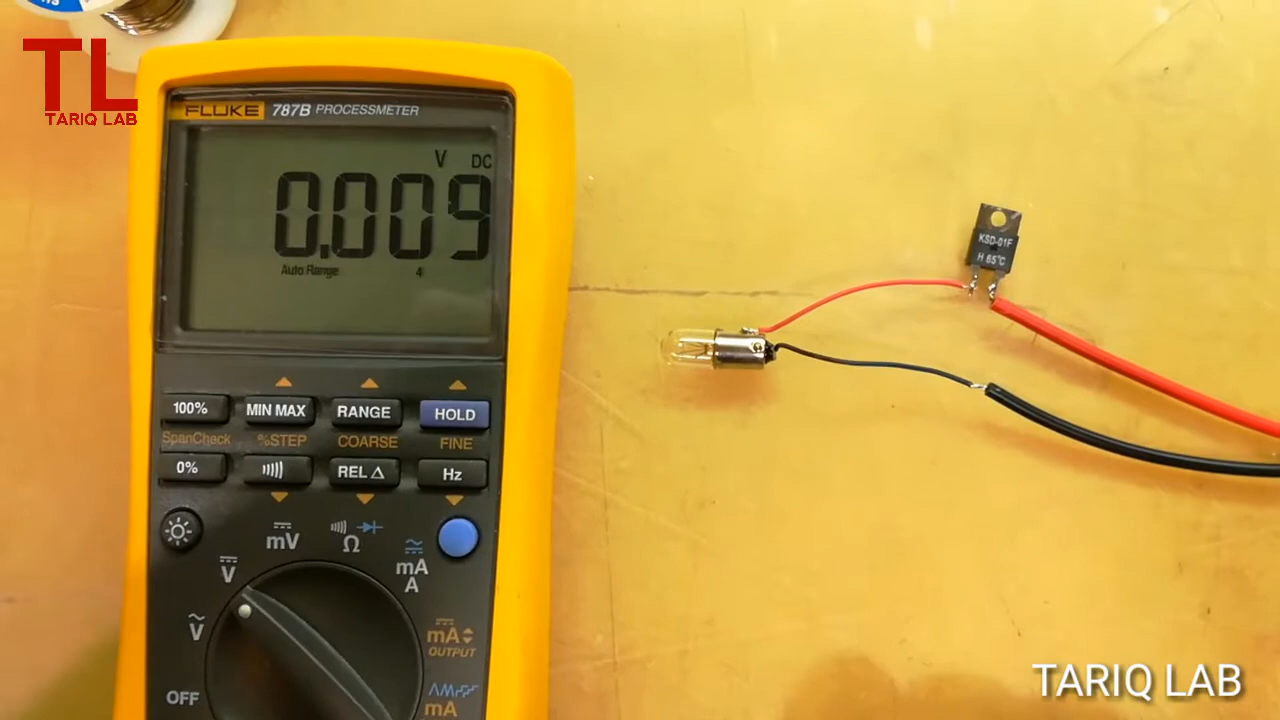 TL
TARIQ LAB
FLUKE 787B PROCESSMETER
V DC
0.009
Auto Range 4
100% MIN MAX RANGE HOLD
SpanCheck %STEP COARSE FINE
0% REL Δ Hz
mV Ω
V mA
A
V mA
OUTPUT
OFF mA
KSD-01F
H 65°C
TARIQ LAB